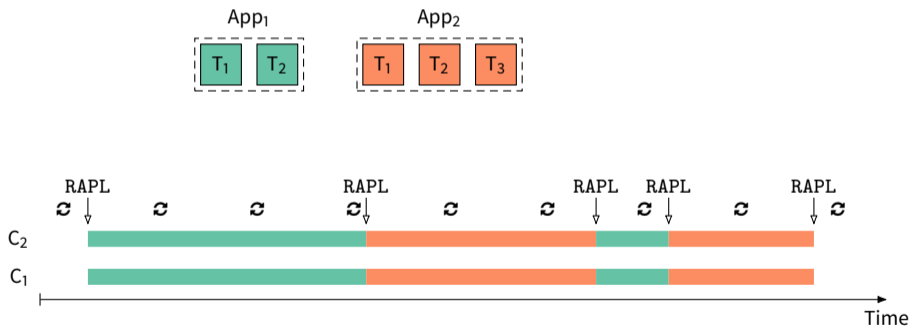 App₁ App₂
T₁ T₂ T₁ T₂ T₃
RAPL RAPL RAPL RAPL RAPL
C₂
C₁
Time